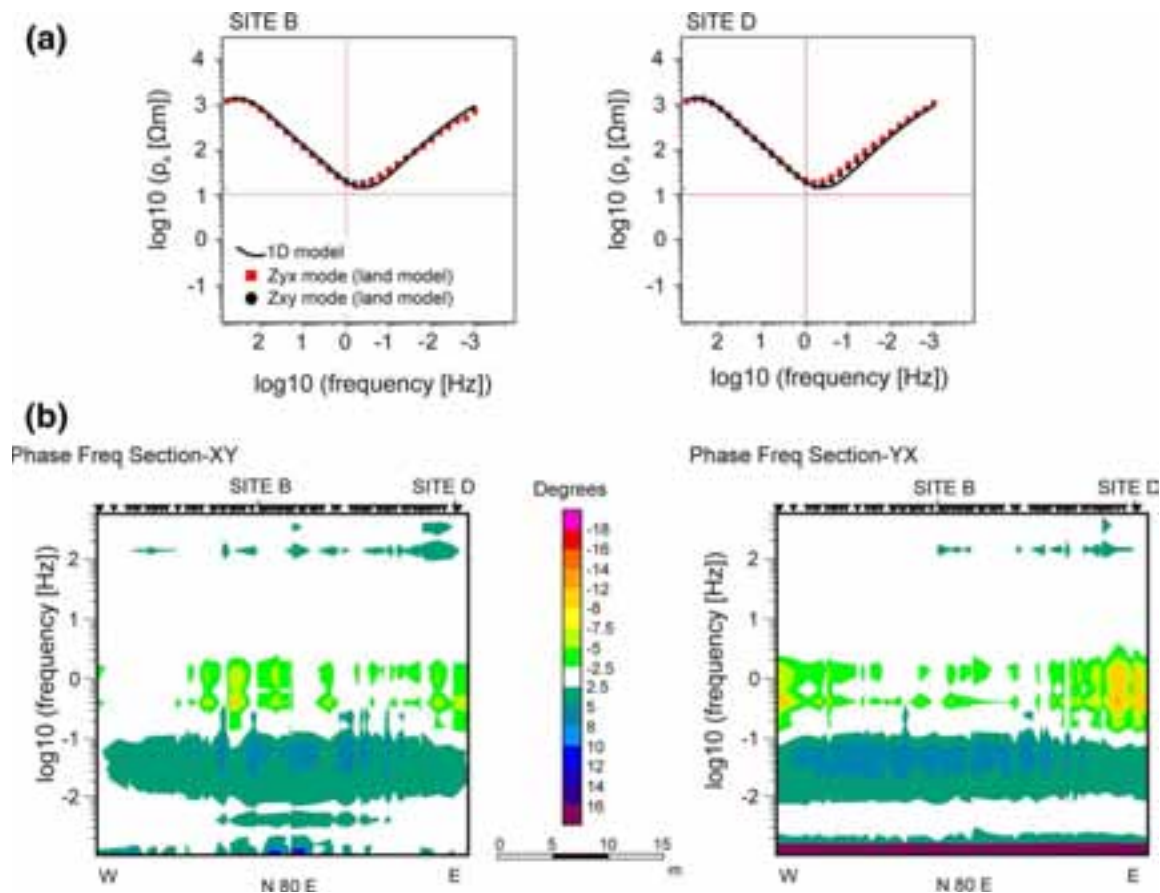 (a)
SITE B
SITE D
4
3
2
1
0
-1
log10 (ρa [Ωm])
1D model
Zyx mode (land model)
Zxy mode (land model)
2 1 0 -1 -2 -3
log10 (frequency [Hz])
4
3
2
1
0
-1
log10 (ρa [Ωm])
2 1 0 -1 -2 -3
log10 (frequency [Hz])
(b)
Phase Freq Section-XY
Phase Freq Section-YX
SITE B SITE D
Degrees
SITE B SITE D
2
1
0
-1
-2
log10 (frequency [Hz])
-18
-16
-14
-12
-8
-7.5
-5
-2.5
2.5
5
8
10
12
14
16
2
1
0
-1
-2
log10 (frequency [Hz])
0 5 10 15
W N 80 E E
W N 80 E E